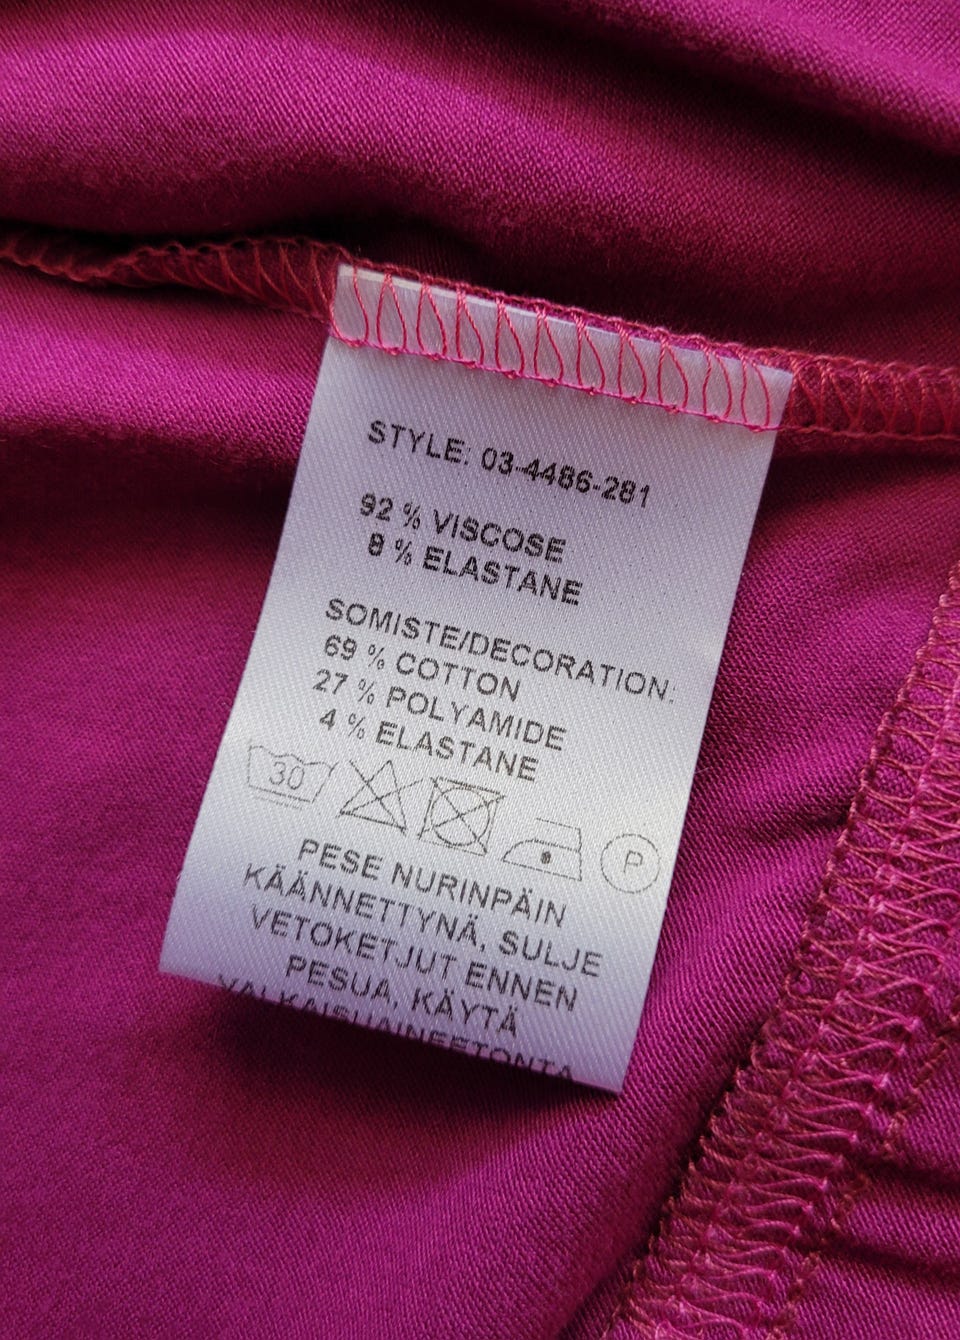 STYLE: 03-4486-281
92 % VISCOSE
8 % ELASTANE
SOMISTE/DECORATION:
69 % COTTON
27 % POLYAMIDE
4 % ELASTANE
30 P
PESE NURINPÄIN
KÄÄNNETTYNÄ, SULJE
VETOKETJUT ENNEN
PESUA, KÄYTÄ
VALKAISUAINEETONTA